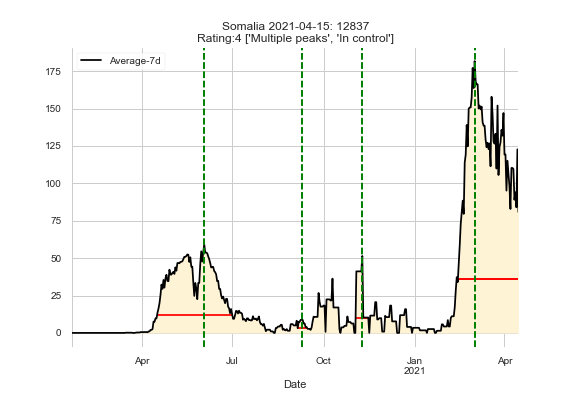 Somalia 2021-04-15: 12837
Rating:4 ['Multiple peaks', 'In control']
Average-7d
175
150
125
100
75
50
25
0
Apr
Jul
Oct
Jan
2021
Apr
Date